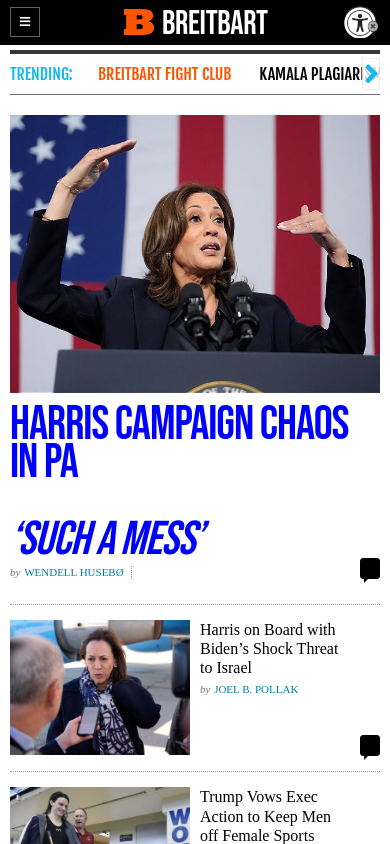 BREITBART
TRENDING: BREITBART FIGHT CLUB KAMALA PLAGIAR
HARRIS CAMPAIGN CHAOS
IN PA
‘SUCH A MESS’
by WENDELL HUSEBØ
Harris on Board with
Biden’s Shock Threat
to Israel
by JOEL B. POLLAK
Trump Vows Exec
Action to Keep Men
off Female Sports